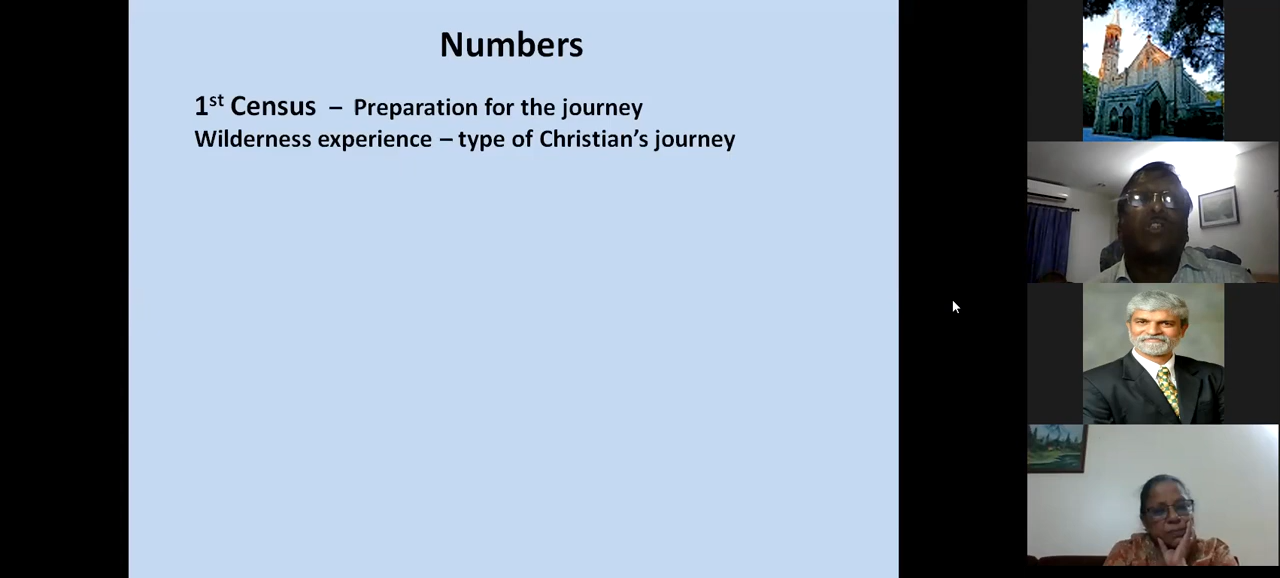 Numbers
1st Census – Preparation for the journey
Wilderness experience – type of Christian's journey